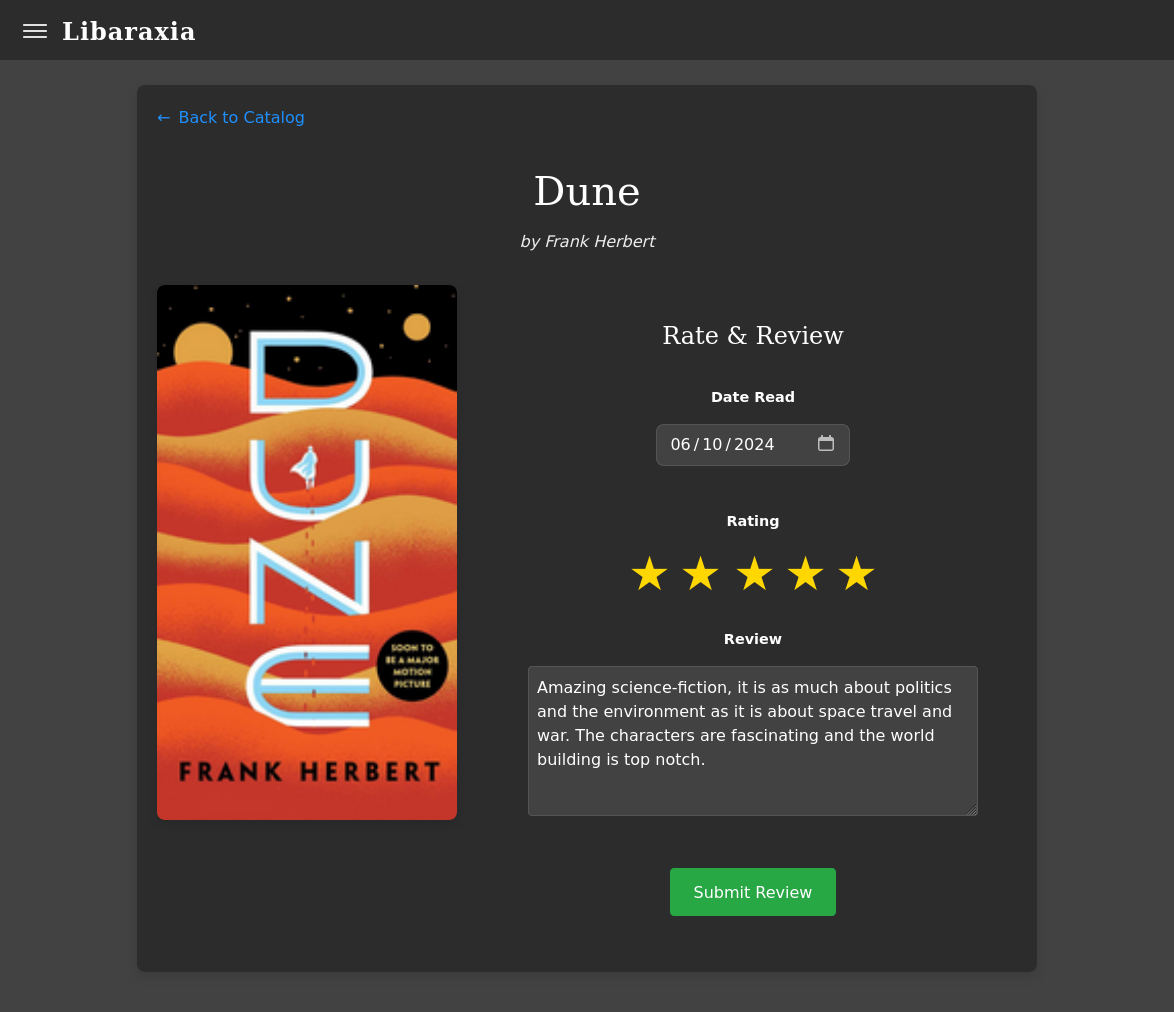 Libaraxia
← Back to Catalog
Dune
by Frank Herbert
DUNE
SOON TO
BE A MAJOR
MOTION
PICTURE
FRANK HERBERT
Rate & Review
Date Read
06/10/2024
Rating
★ ★ ★ ★ ★
Review
Amazing science-fiction, it is as much about politics
and the environment as it is about space travel and
war. The characters are fascinating and the world
building is top notch.
Submit Review